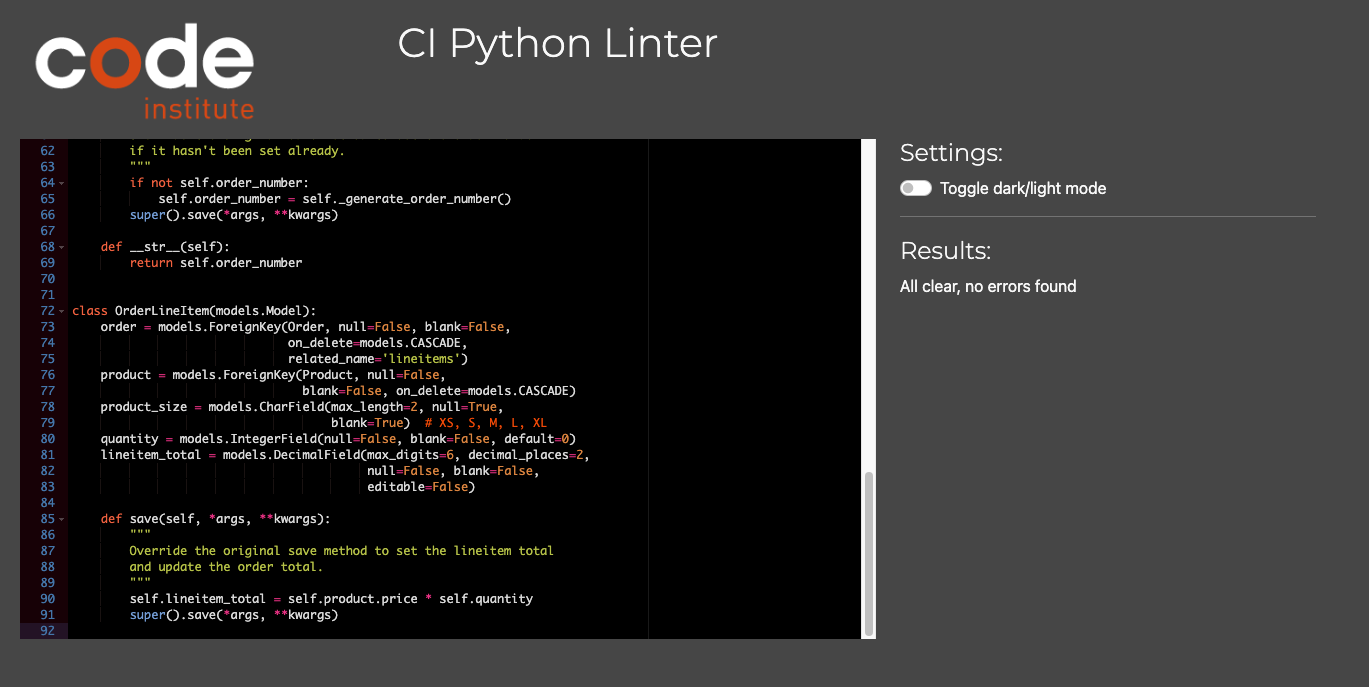 code
institute
CI Python Linter
62 if it hasn't been set already.
63 """
64 if not self.order_number:
65 self.order_number = self._generate_order_number()
66 super().save(*args, **kwargs)
67
68 def __str__(self):
69 return self.order_number
70
71
72 class OrderLineItem(models.Model):
73 order = models.ForeignKey(Order, null=False, blank=False,
74 on_delete=models.CASCADE,
75 related_name='lineitems')
76 product = models.ForeignKey(Product, null=False,
77 blank=False, on_delete=models.CASCADE)
78 product_size = models.CharField(max_length=2, null=True,
79 blank=True)  # XS, S, M, L, XL
80 quantity = models.IntegerField(null=False, blank=False, default=0)
81 lineitem_total = models.DecimalField(max_digits=6, decimal_places=2,
82 null=False, blank=False,
83 editable=False)
84
85 def save(self, *args, **kwargs):
86 """
87 Override the original save method to set the lineitem total
88 and update the order total.
89 """
90 self.lineitem_total = self.product.price * self.quantity
91 super().save(*args, **kwargs)
92
Settings:
Toggle dark/light mode
Results:
All clear, no errors found